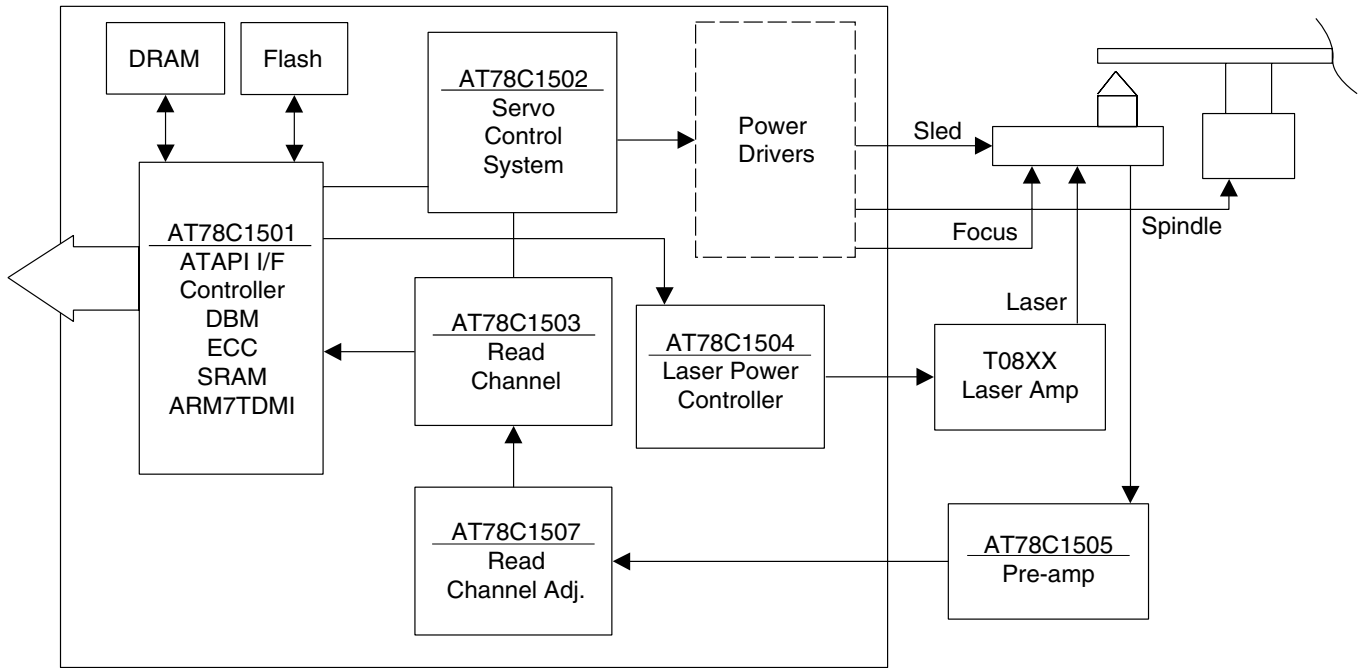 DRAM
Flash
AT78C1502
Servo
Control
System
Power
Drivers
Sled
Focus
Spindle
AT78C1501
ATAPI I/F
Controller
DBM
ECC
SRAM
ARM7TDMI
AT78C1503
Read
Channel
AT78C1504
Laser Power
Controller
Laser
T08XX
Laser Amp
AT78C1507
Read
Channel Adj.
AT78C1505
Pre-amp